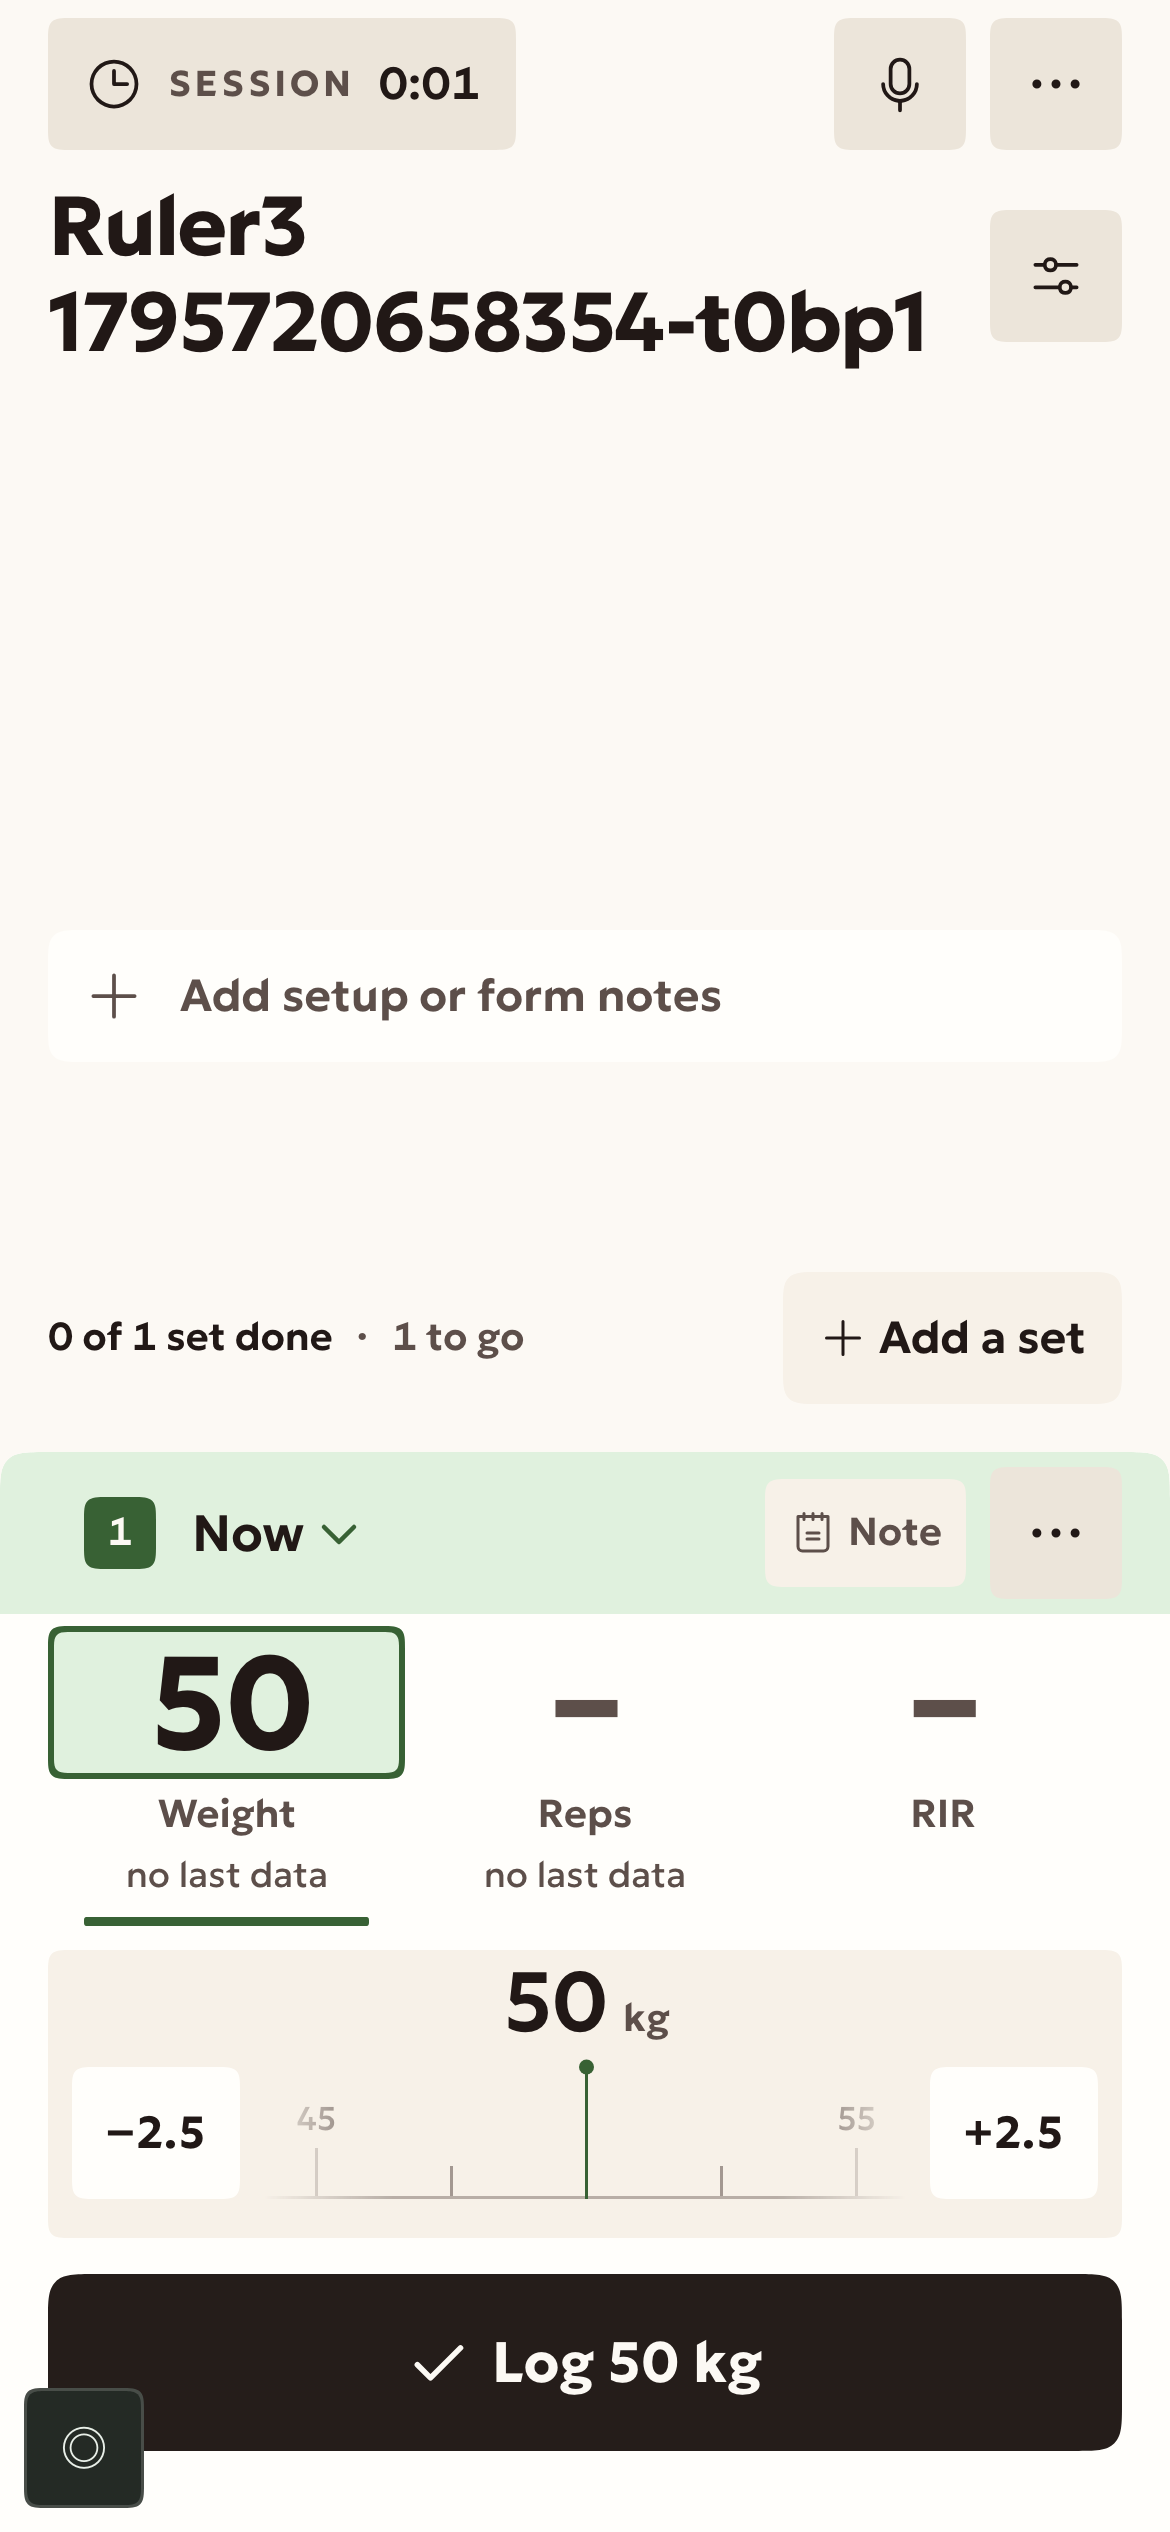 SESSION 0:01
Ruler3
1795720658354-t0bp1
Add setup or form notes
0 of 1 set done · 1 to go
+ Add a set
1 Now
Note
50 – –
Weight Reps RIR
no last data no last data
50 kg
−2.5 45 55 +2.5
Log 50 kg